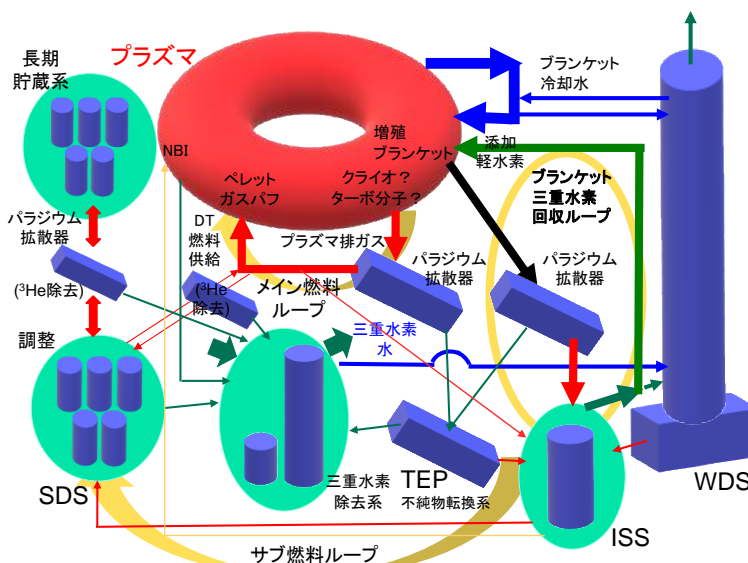 長期
貯蔵系
プラズマ
ブランケット
冷却水
増殖
ブランケット
添加
軽水素
NBI
ペレット
ガスパフ
クライオ?
ターボ分子?
ブランケット
三重水素
回収ループ
DT
燃料
供給
プラズマ排ガス
パラジウム
拡散器
パラジウム
拡散器
パラジウム
拡散器
(³He除去)
(³He
除去)
メイン燃料
ループ
三重水素
水
調整
SDS
三重水素
除去系
TEP
不純物転換系
ISS
WDS
サブ燃料ループ